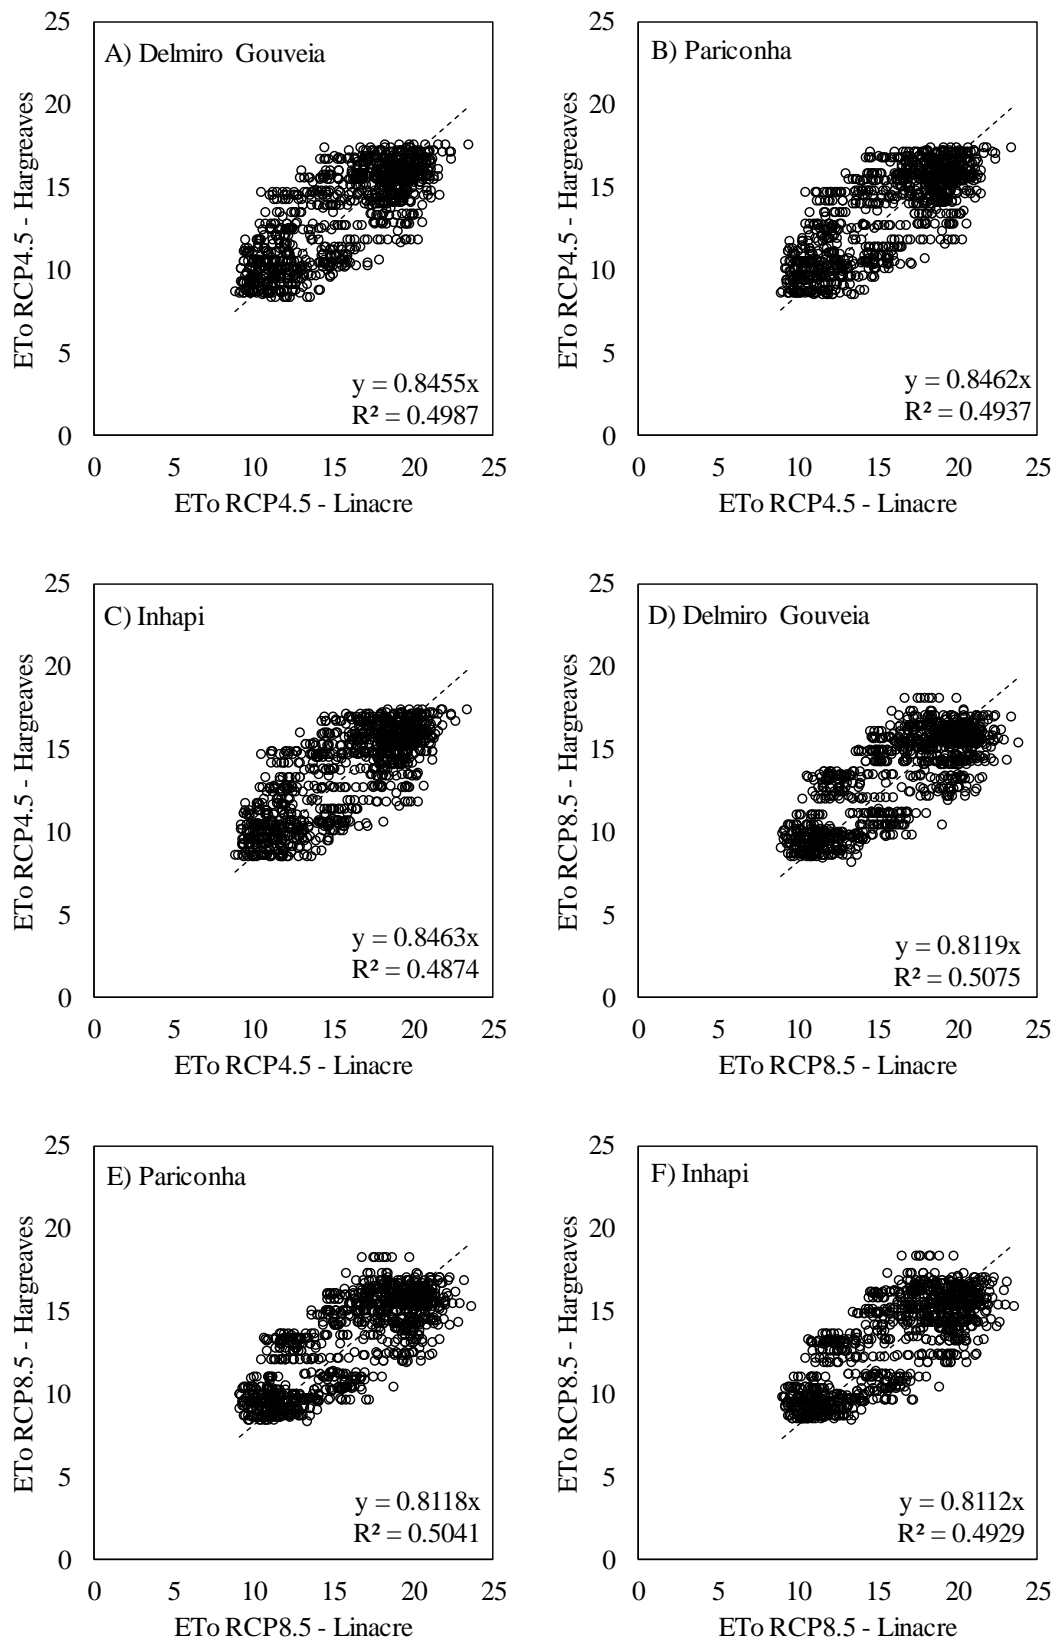 A) Delmiro Gouveia
25
20
15
10
5
0
ETo RCP4.5 - Hargreaves
y = 0.8455x
R² = 0.4987
0 5 10 15 20 25
ETo RCP4.5 - Linacre
B) Pariconha
25
20
15
10
5
0
ETo RCP4.5 - Hargreaves
y = 0.8462x
R² = 0.4937
0 5 10 15 20 25
ETo RCP4.5 - Linacre
C) Inhapi
25
20
15
10
5
0
ETo RCP4.5 - Hargreaves
y = 0.8463x
R² = 0.4874
0 5 10 15 20 25
ETo RCP4.5 - Linacre
D) Delmiro Gouveia
25
20
15
10
5
0
ETo RCP8.5 - Hargreaves
y = 0.8119x
R² = 0.5075
0 5 10 15 20 25
ETo RCP8.5 - Linacre
E) Pariconha
25
20
15
10
5
0
ETo RCP8.5 - Hargreaves
y = 0.8118x
R² = 0.5041
0 5 10 15 20 25
ETo RCP8.5 - Linacre
F) Inhapi
25
20
15
10
5
0
ETo RCP8.5 - Hargreaves
y = 0.8112x
R² = 0.4929
0 5 10 15 20 25
ETo RCP8.5 - Linacre